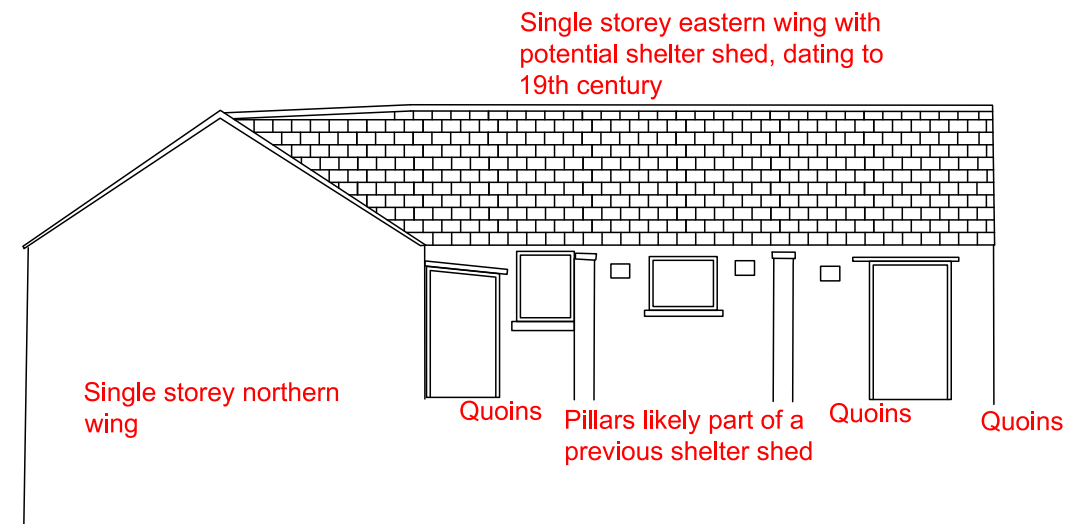 Single storey eastern wing with
potential shelter shed, dating to
19th century
Single storey northern
wing
Quoins
Pillars likely part of a
previous shelter shed
Quoins
Quoins